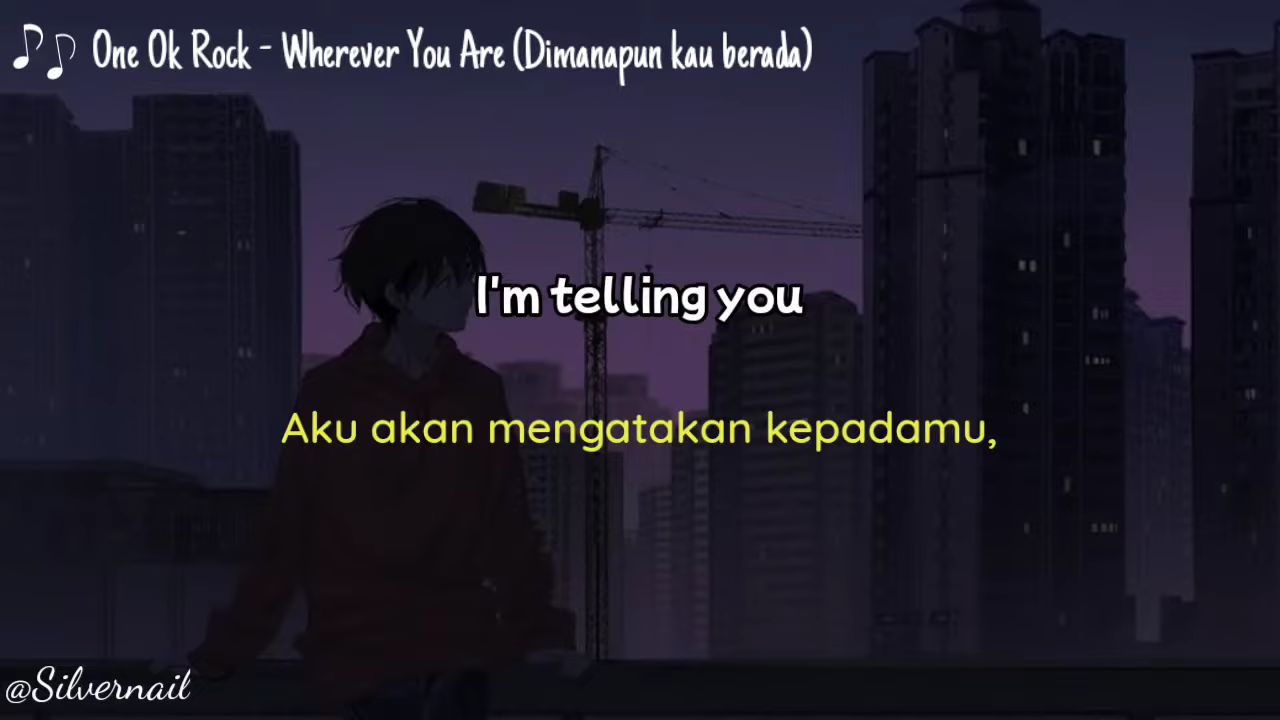 One Ok Rock - Wherever You Are (Dimanapun kau berada)
I'm telling you
Aku akan mengatakan kepadamu,
@Silvernail